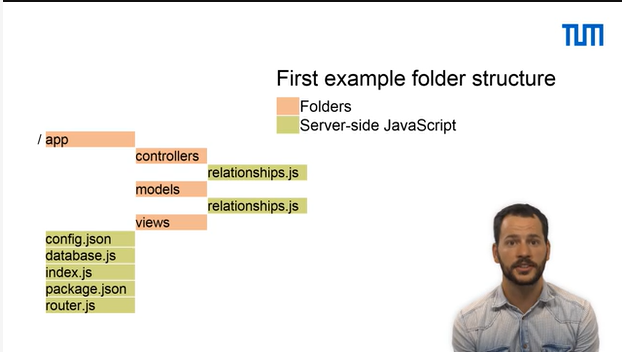 TUM
First example folder structure
Folders
Server-side JavaScript
/ app
controllers
relationships.js
models
relationships.js
views
config.json
database.js
index.js
package.json
router.js